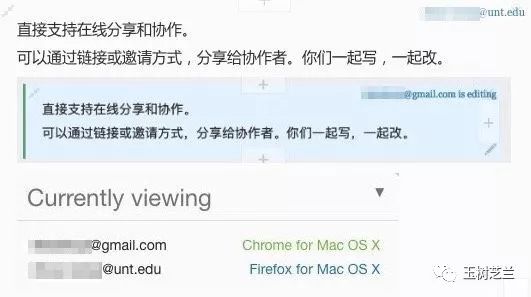 @unt.edu
直接支持在线分享和协作。
可以通过链接或邀请方式，分享给协作者。你们一起写，一起改。
@gmail.com is editing
直接支持在线分享和协作。
可以通过链接或邀请方式，分享给协作者。你们一起写，一起改。
Currently viewing
@gmail.com Chrome for Mac OS X
@unt.edu Firefox for Mac OS X
玉树芝兰